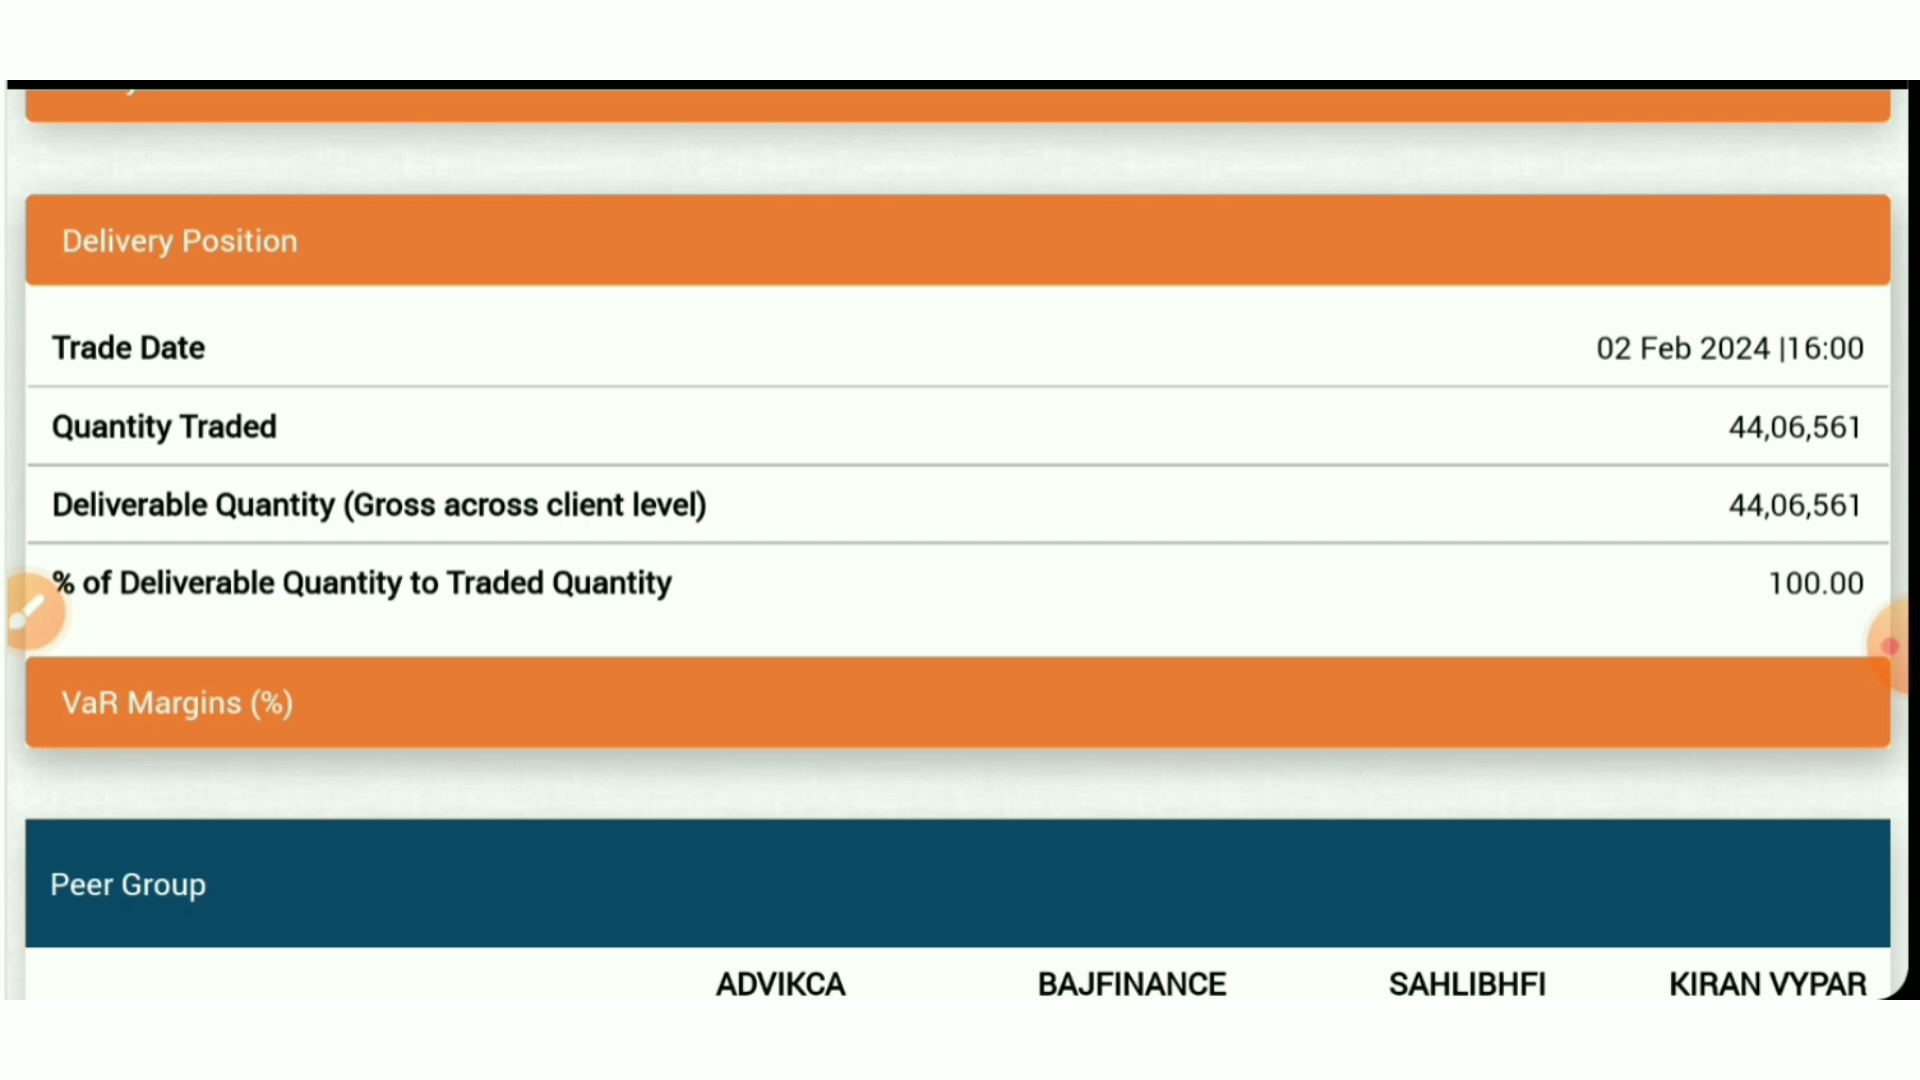 Delivery Position
Trade Date 02 Feb 2024 |16:00
Quantity Traded 44,06,561
Deliverable Quantity (Gross across client level) 44,06,561
% of Deliverable Quantity to Traded Quantity 100.00
VaR Margins (%)
Peer Group
ADVIKCA BAJFINANCE SAHLIBHFI KIRAN VYPAR